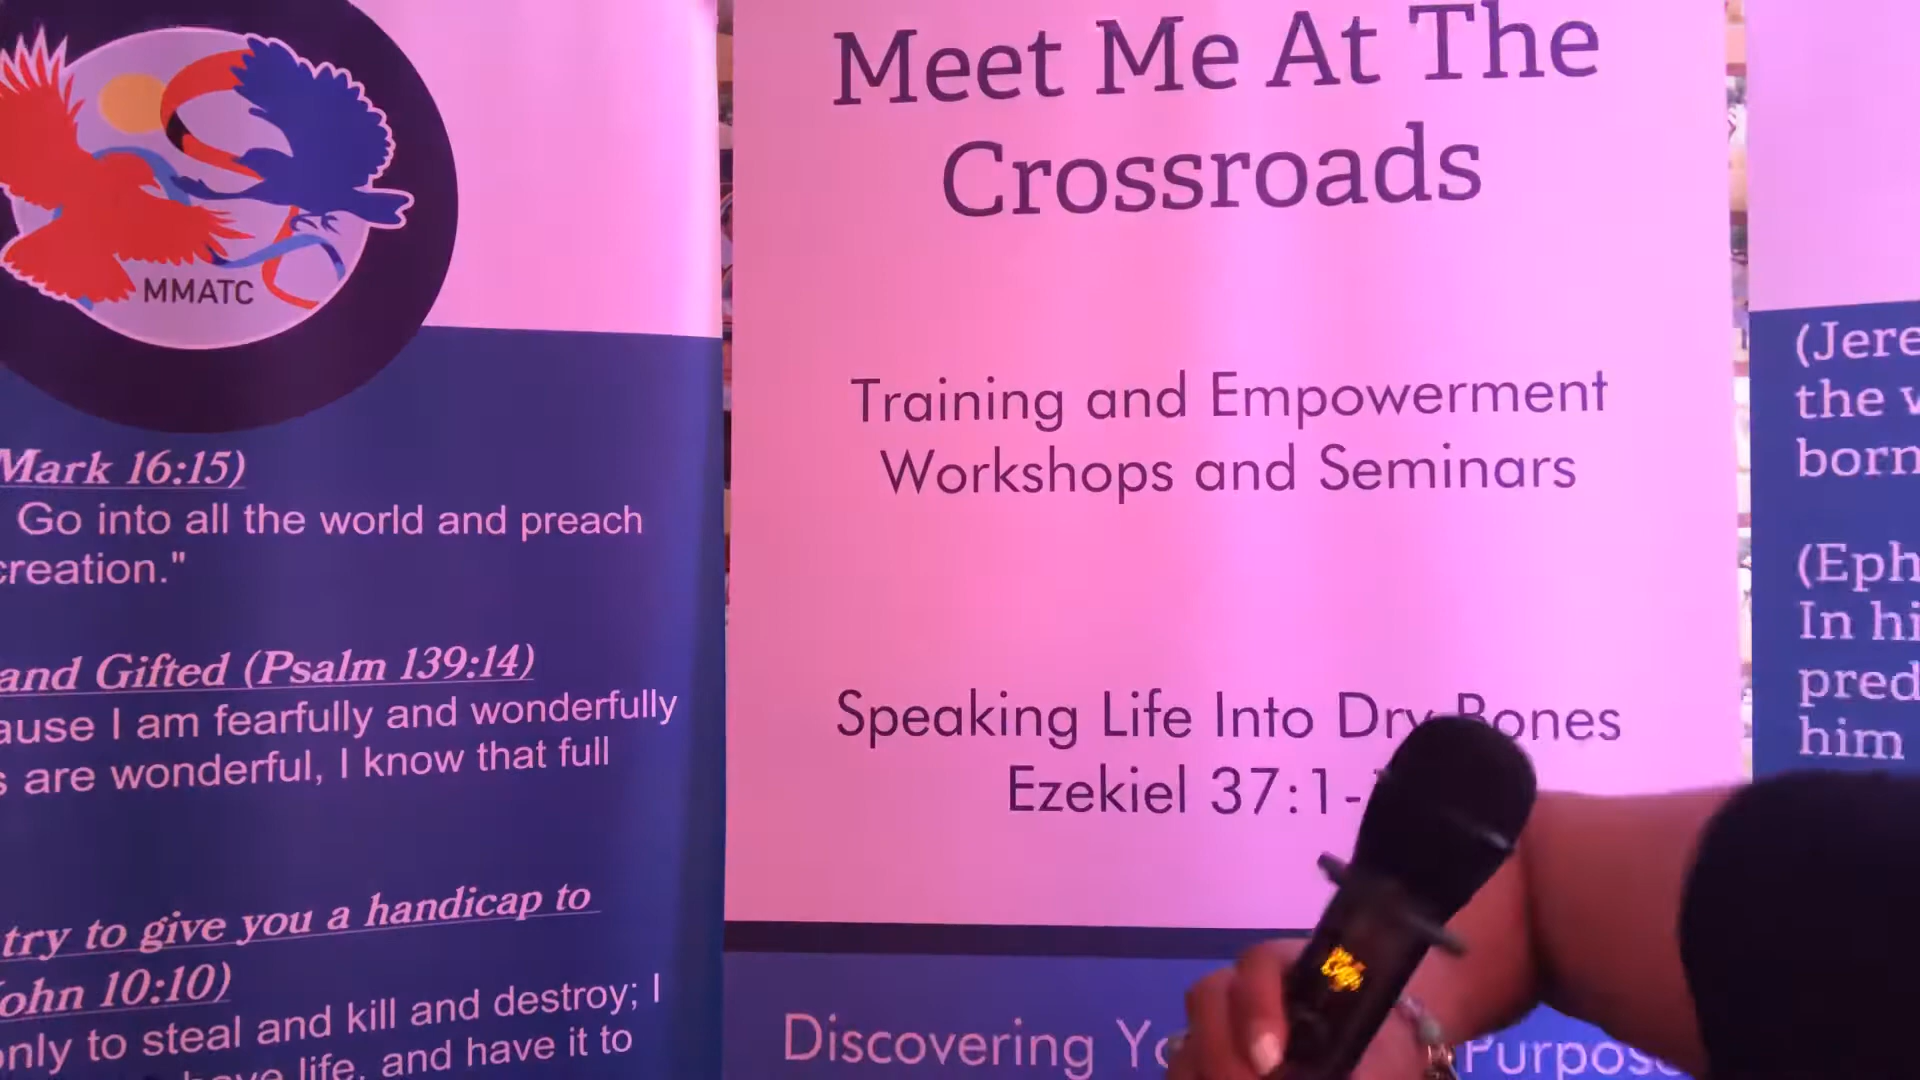 MMATC
Mark 16:15)
Go into all the world and preach
creation."
and Gifted (Psalm 139:14)
I am fearfully and wonderfully
are wonderful, I know that full
try to give you a handicap to
John 10:10)
only to steal and kill and destroy; I
have life, and have it to
Meet Me At The
Crossroads
Training and Empowerment
Workshops and Seminars
Speaking Life Into Dry Bones
Ezekiel 37:1-
Discovering Purpose
(Jere
the w
born
(Eph
In hi
pred
him